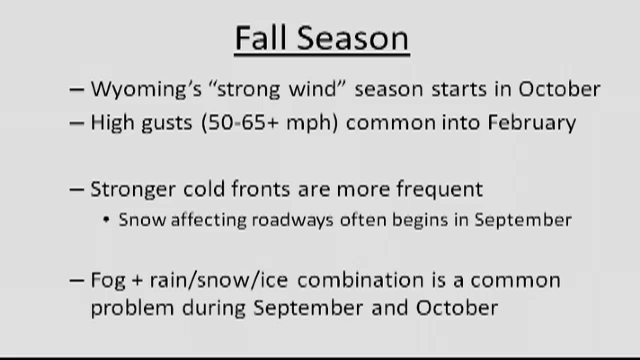 Fall Season
– Wyoming's "strong wind" season starts in October
– High gusts (50-65+ mph) common into February
– Stronger cold fronts are more frequent
• Snow affecting roadways often begins in September
– Fog + rain/snow/ice combination is a common
problem during September and October